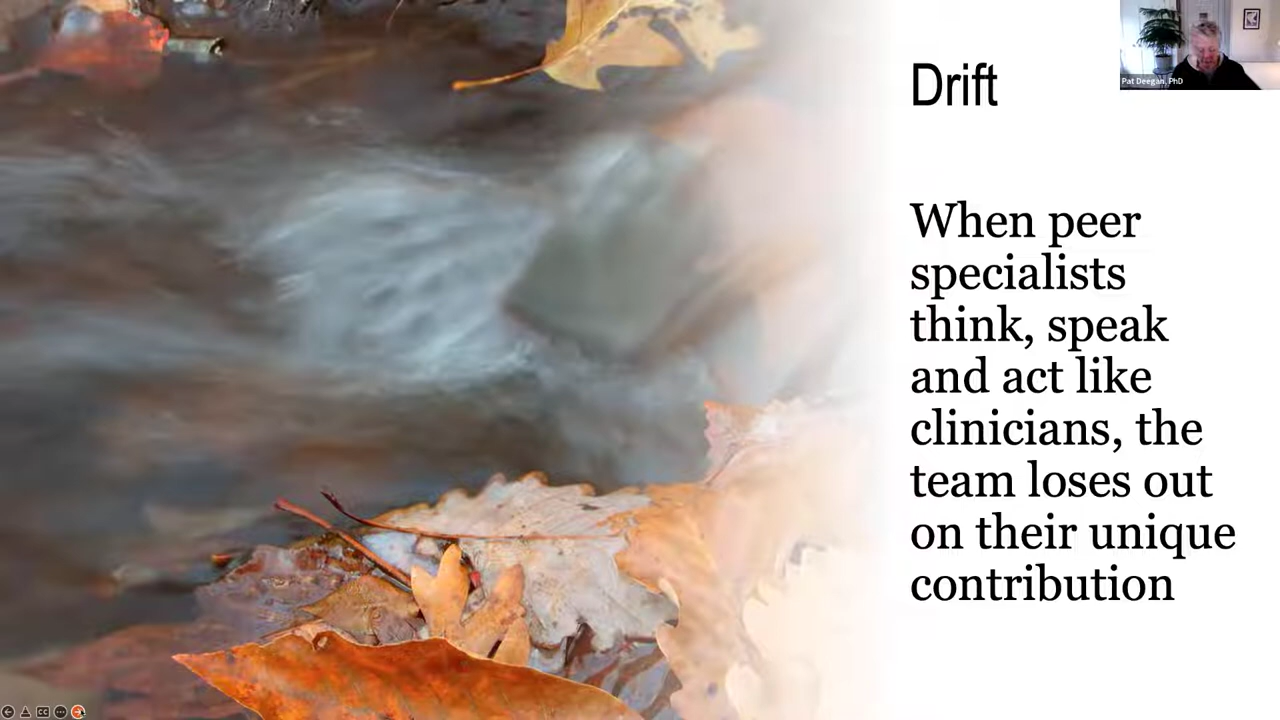 Drift
Pat Deegan, PhD
When peer
specialists
think, speak
and act like
clinicians, the
team loses out
on their unique
contribution
CC